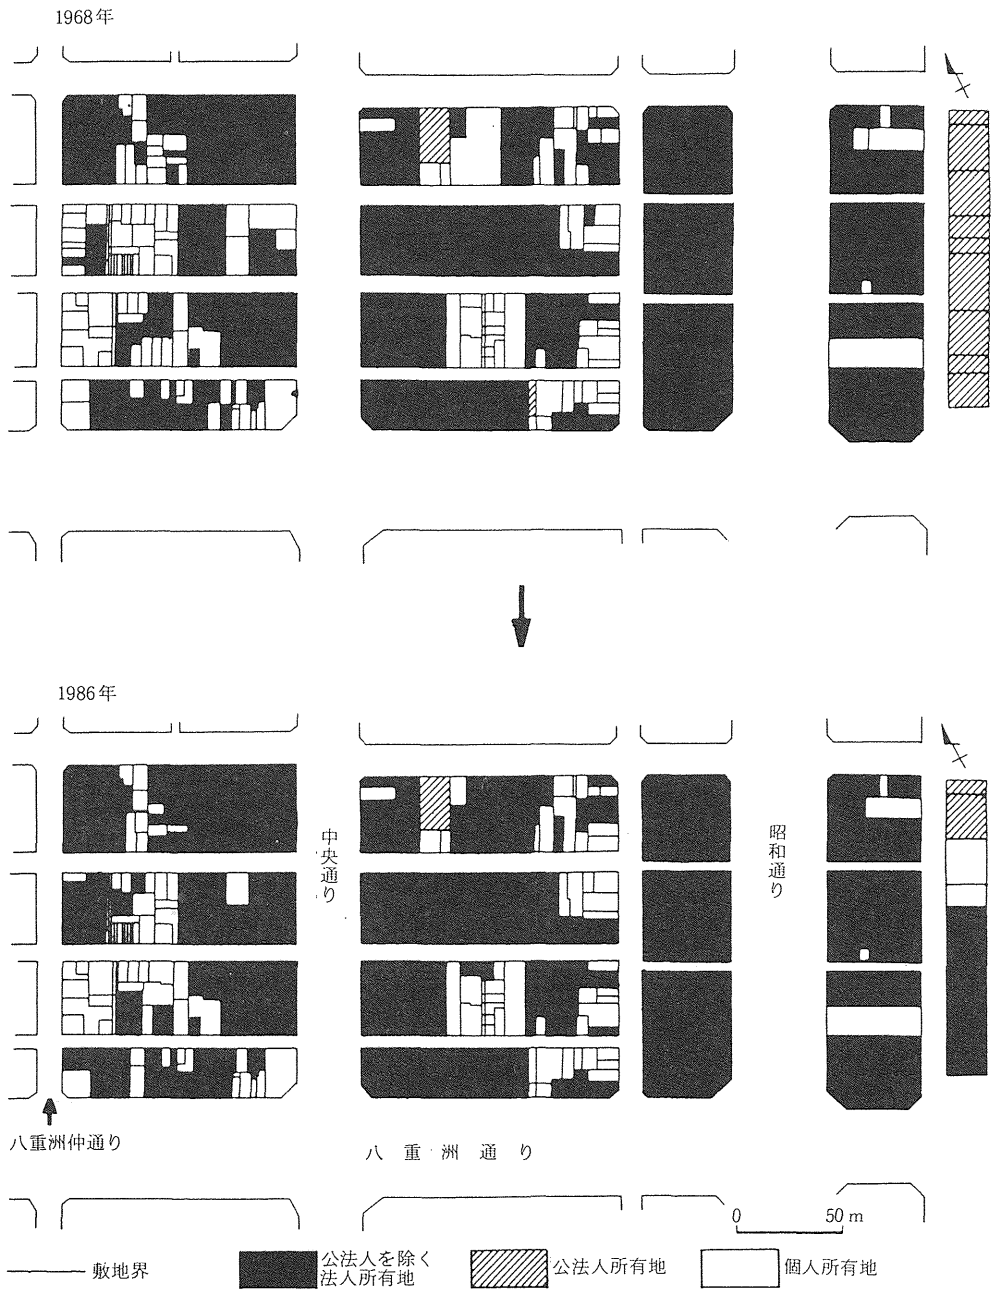 1968年
1986年
中央通り
昭和通り
八重洲仲通り
八重洲通り
0 50m
敷地界
公法人を除く
法人所有地
公法人所有地
個人所有地